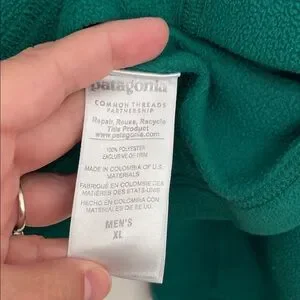 patagonia
COMMON THREADS
PARTNERSHIP
Repair, Reuse, Recycle
This Product
www.patagonia.com
100% POLYESTER
EXCLUSIVE OF TRIM
MADE IN COLOMBIA OF U.S.
MATERIALS
FABRIQUÉ EN COLOMBIE DES
MATIÈRES DES ÉTATS-UNIS
HECHO EN COLOMBIA CON
MATERIALES DE EE.UU.
MEN'S
XL